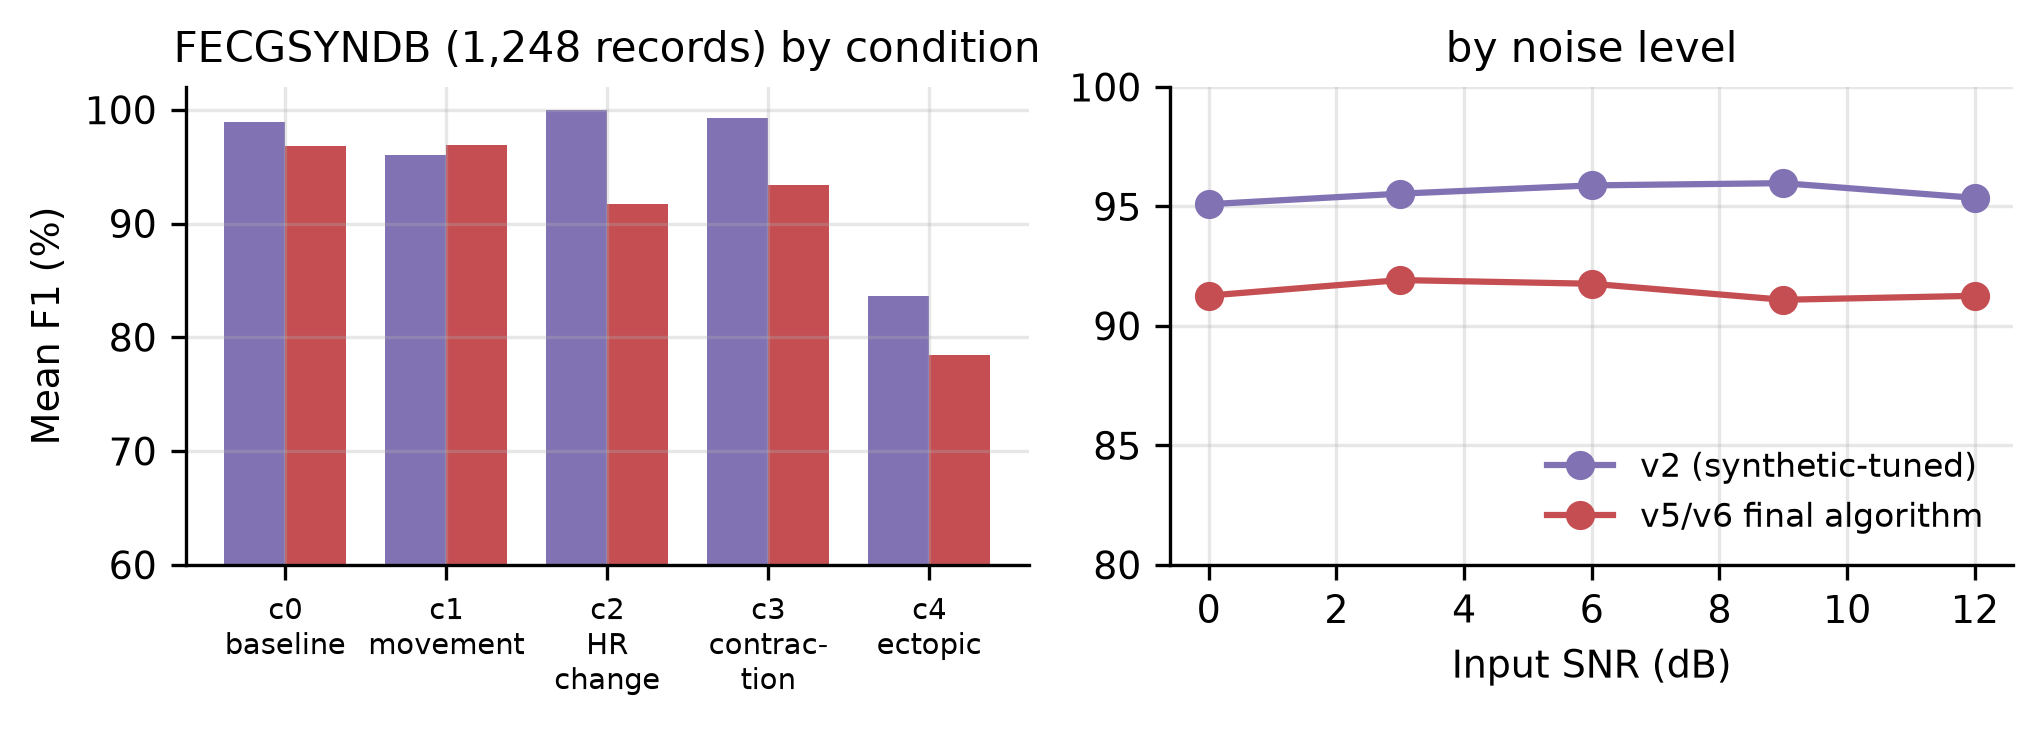 FECGSYNDB (1,248 records) by condition
Mean F1 (%)
100
90
80
70
60
c0
baseline
c1
movement
c2
HR
change
c3
contrac-
tion
c4
ectopic
by noise level
100
95
90
85
80
v2 (synthetic-tuned)
v5/v6 final algorithm
0 2 4 6 8 10 12
Input SNR (dB)